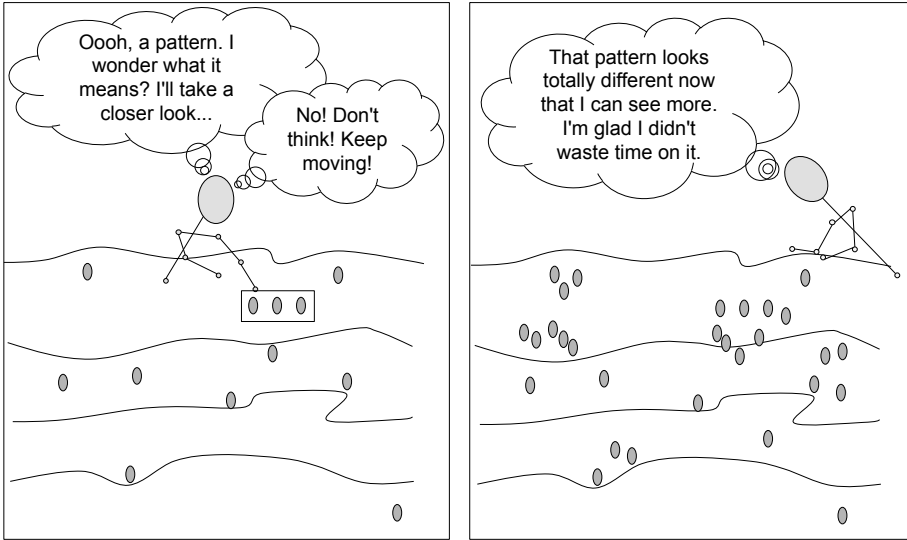 Oooh, a pattern. I
wonder what it
means? I'll take a
closer look...
No! Don't
think! Keep
moving!
That pattern looks
totally different now
that I can see more.
I'm glad I didn't
waste time on it.